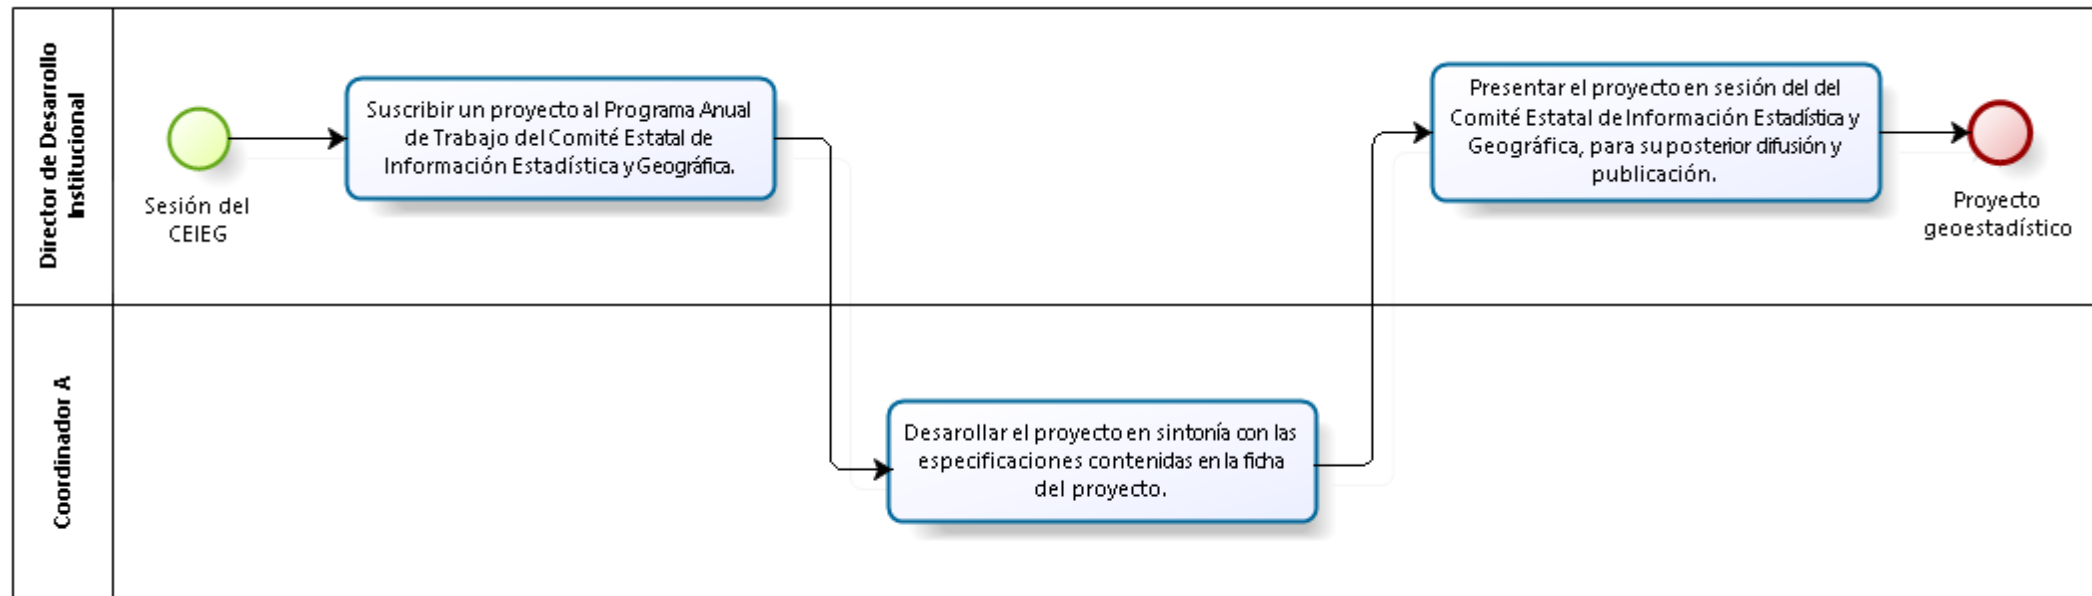 Director de Desarrollo
Institucional
Sesión del
CEIEG
Suscribir un proyecto al Programa Anual
de Trabajo del Comité Estatal de
Información Estadística y Geográfica.
Presentar el proyecto en sesión del del
Comité Estatal de Información Estadística y
Geográfica, para su posterior difusión y
publicación.
Proyecto
geoestadístico
Coordinador A
Desarollar el proyecto en sintonía con las
especificaciones contenidas en la ficha
del proyecto.